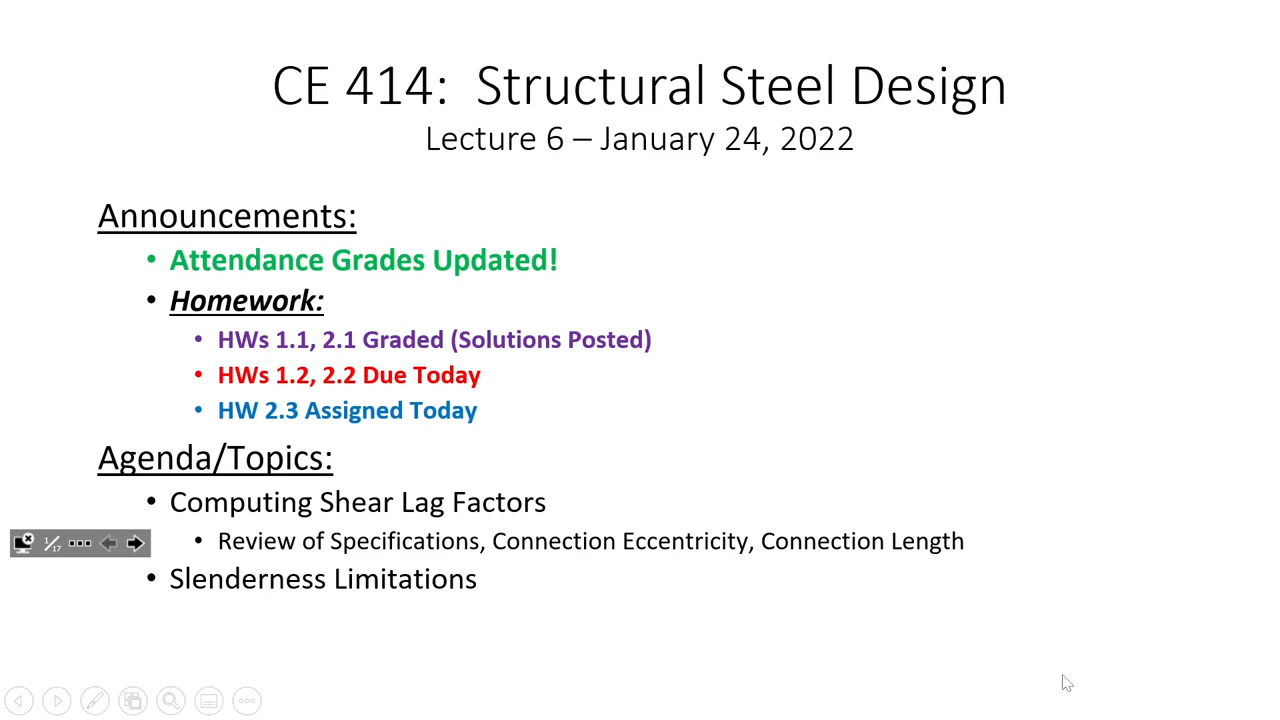 CE 414: Structural Steel Design
Lecture 6 – January 24, 2022
Announcements:
• Attendance Grades Updated!
• Homework:
• HWs 1.1, 2.1 Graded (Solutions Posted)
• HWs 1.2, 2.2 Due Today
• HW 2.3 Assigned Today
Agenda/Topics:
• Computing Shear Lag Factors
1/17
• Review of Specifications, Connection Eccentricity, Connection Length
• Slenderness Limitations